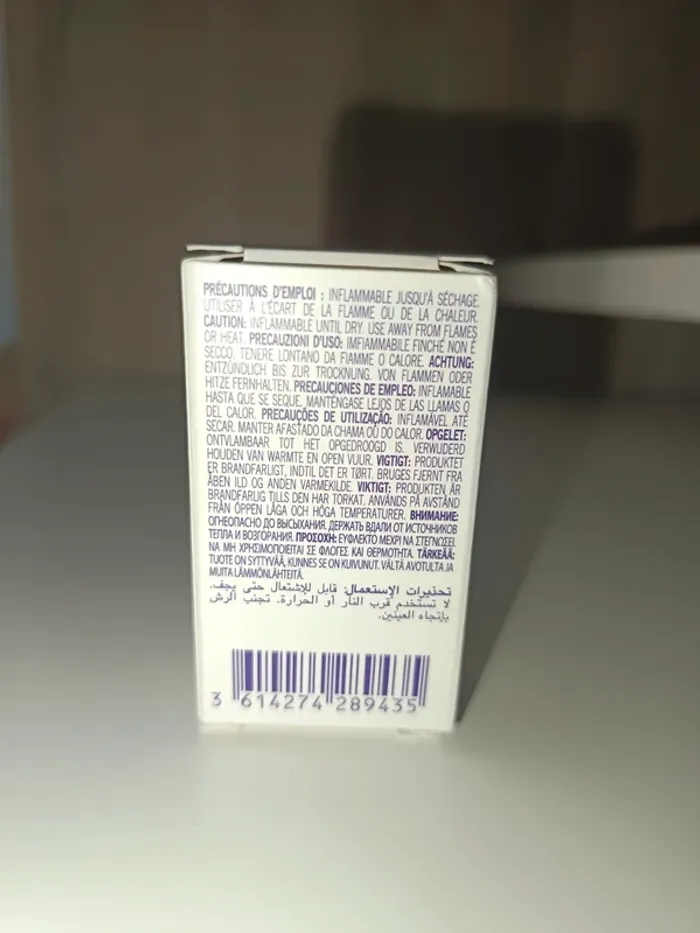 PRÉCAUTIONS D'EMPLOI : INFLAMMABLE JUSQU'À SÉCHAGE.
UTILISER À L'ÉCART DE LA FLAMME OU DE LA CHALEUR.
CAUTION: INFLAMMABLE UNTIL DRY. USE AWAY FROM FLAMES
OR HEAT. PRECAUZIONI D'USO: IMFIAMMABILE FINCHÉ NON È
SECCO. TENERE LONTANO DA FIAMME O CALORE. ACHTUNG:
ENTZÜNDLICH BIS ZUR TROCKNUNG. VON FLAMMEN ODER
HITZE FERNHALTEN. PRECAUCIONES DE EMPLEO: INFLAMABLE
HASTA QUE SE SEQUE. MANTÉNGASE LEJOS DE LAS LLAMAS O
DEL CALOR. PRECAUÇÕES DE UTILIZAÇÃO: INFLAMÁVEL ATÉ
SECAR. MANTER AFASTADO DA CHAMA OU DO CALOR. OPGELET:
ONTVLAMBAAR TOT HET OPGEDROOGD IS. VERWIJDERD
HOUDEN VAN WARMTE EN OPEN VUUR. VIGTIGT: PRODUKTET
ER BRANDFARLIGT, INDTIL DET ER TØRT. BRUGES FJERNT FRA
ÅBEN ILD OG ANDEN VARMEKILDE. VIKTIGT: PRODUKTEN ÄR
BRANDFARLIG TILLS DEN HAR TORKAT. ANVÄNDS PÅ AVSTÅND
FRÅN ÖPPEN LÅGA OCH HÖGA TEMPERATURER. ВНИМАНИЕ:
ОГНЕОПАСНО ДО ВЫСЫХАНИЯ. ДЕРЖАТЬ ВДАЛИ ОТ ИСТОЧНИКОВ
ТЕПЛА И ВОЗГОРАНИЯ. ΠΡΟΣΟΧΗ: ΕΥΦΛΕΚΤΟ ΜΕΧΡΙ ΝΑ ΣΤΕΓΝΩΣΕΙ.
ΝΑ ΜΗ ΧΡΗΣΙΜΟΠΟΙΕΙΤΑΙ ΣΕ ΦΛΟΓΕΣ ΚΑΙ ΘΕΡΜΟΤΗΤΑ. TÄRKEÄÄ:
TUOTE ON SYTTYVÄÄ, KUNNES SE ON KUIVUNUT. VÄLTÄ AVOTULTA JA
MUITA LÄMMÖNLÄHTEITÄ.
تحذيرات الإستعمال: قابل للإشتعال حتى يجف.
لا تستخدم قرب النار أو الحرارة. تجنب الرش
بإتجاه العينين.
3 614274 289435